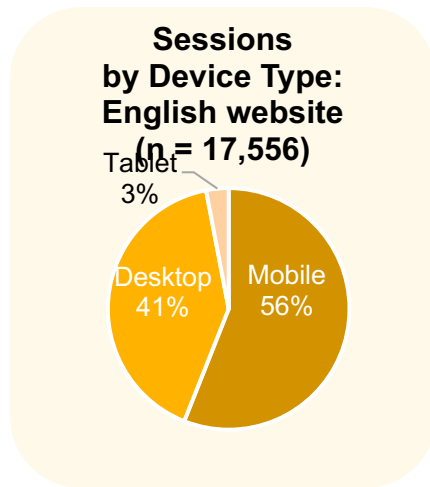 Sessions
by Device Type:
English website
(n = 17,556)
Tablet
3%
Desktop
41%
Mobile
56%